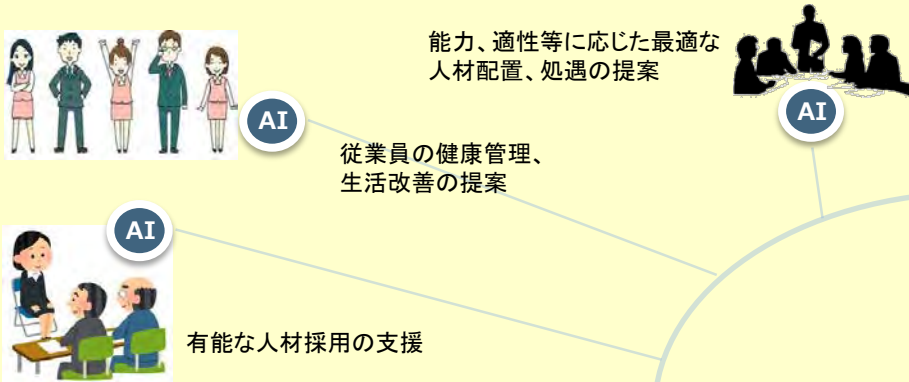 能力、適性等に応じた最適な
人材配置、処遇の提案
AI
AI
従業員の健康管理、
生活改善の提案
AI
有能な人材採用の支援